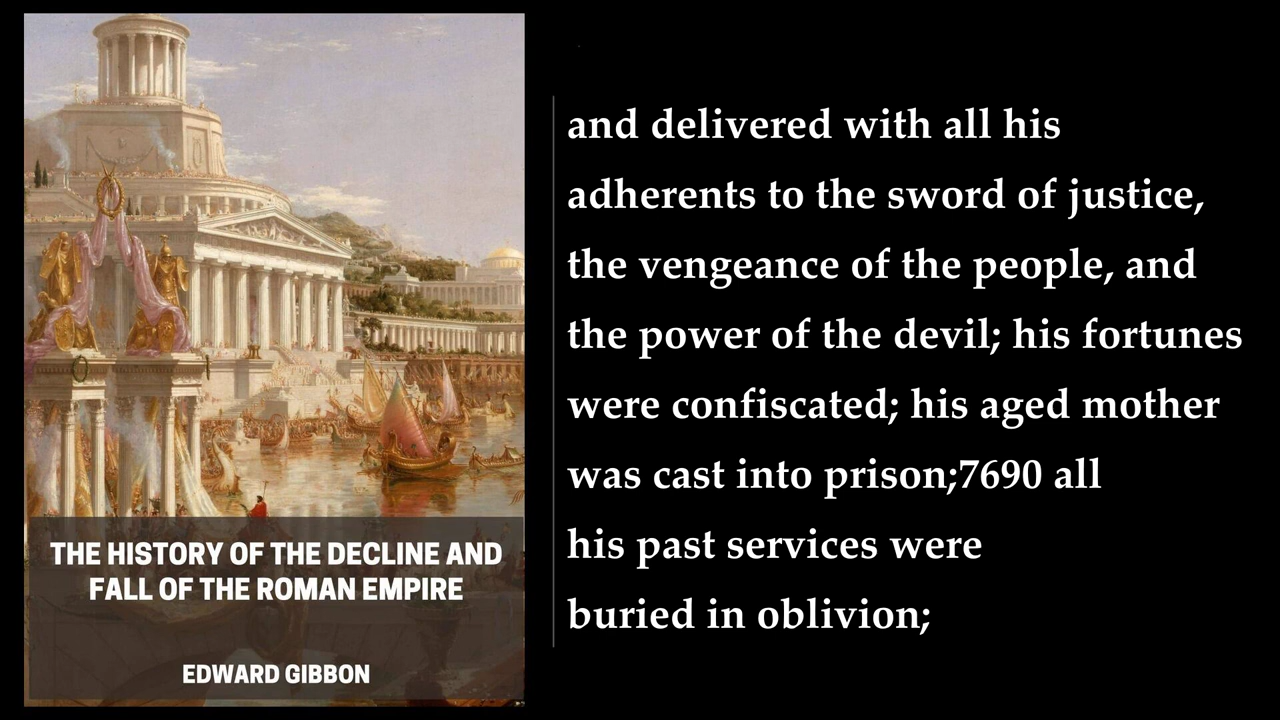 THE HISTORY OF THE DECLINE AND
FALL OF THE ROMAN EMPIRE
EDWARD GIBBON
and delivered with all his
adherents to the sword of justice,
the vengeance of the people, and
the power of the devil; his fortunes
were confiscated; his aged mother
was cast into prison;7690 all
his past services were
buried in oblivion;